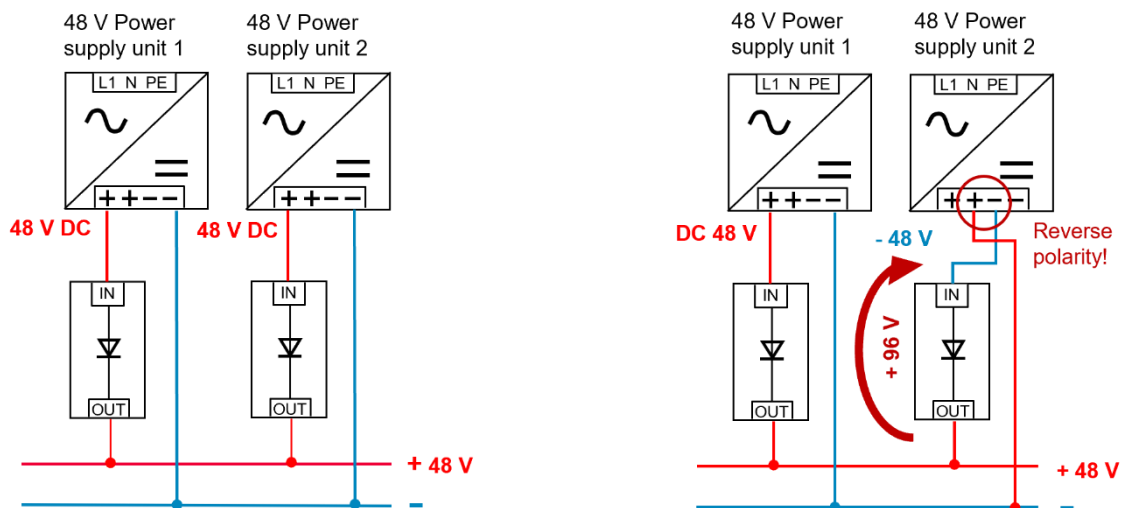 48 V Power
supply unit 1
48 V Power
supply unit 2
L1 N PE
L1 N PE
+ + − −
+ + − −
48 V DC
48 V DC
IN
IN
OUT
OUT
+ 48 V
−
48 V Power
supply unit 1
48 V Power
supply unit 2
L1 N PE
L1 N PE
+ + − −
+ + − −
DC 48 V
- 48 V
Reverse
polarity!
IN
IN
+ 96 V
OUT
OUT
+ 48 V
−